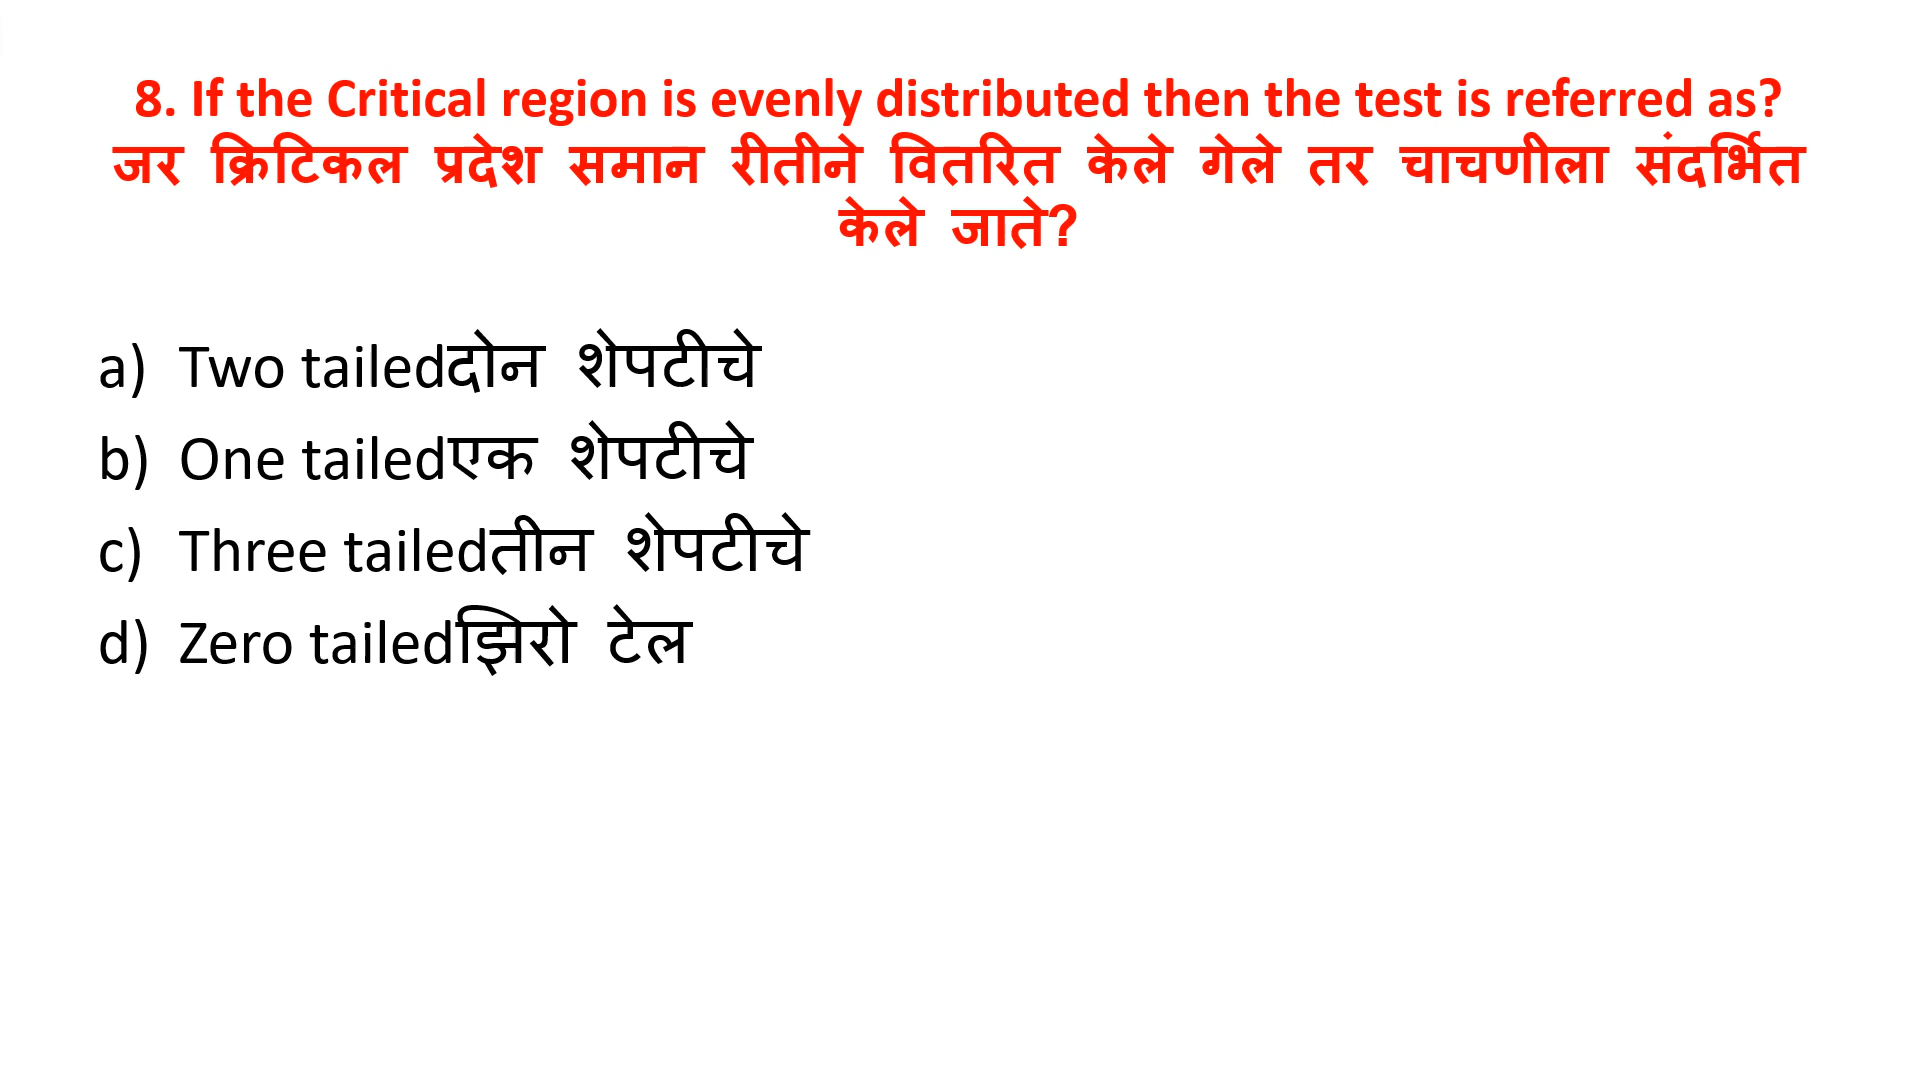 8. If the Critical region is evenly distributed then the test is referred as?
जर क्रिटिकल प्रदेश समान रीतीने वितरित केले गेले तर चाचणीला संदर्भित
केले जाते?
a) Two tailedदोन शेपटीचे
b) One tailedएक शेपटीचे
c) Three tailedतीन शेपटीचे
d) Zero tailedझिरो टेल